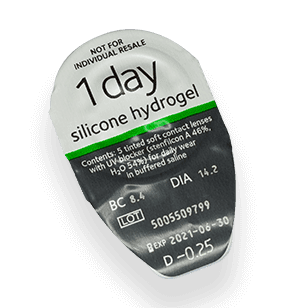 NOT FOR
INDIVIDUAL RESALE
1 day
silicone hydrogel
Contents: 5 tinted soft contact lenses
with UV blocker (stenfilcon A 46%,
H₂O 54%) for daily wear
in buffered saline
BC 8.4 DIA 14.2
LOT 5005509799
EXP 2021-06-30
D -0.25